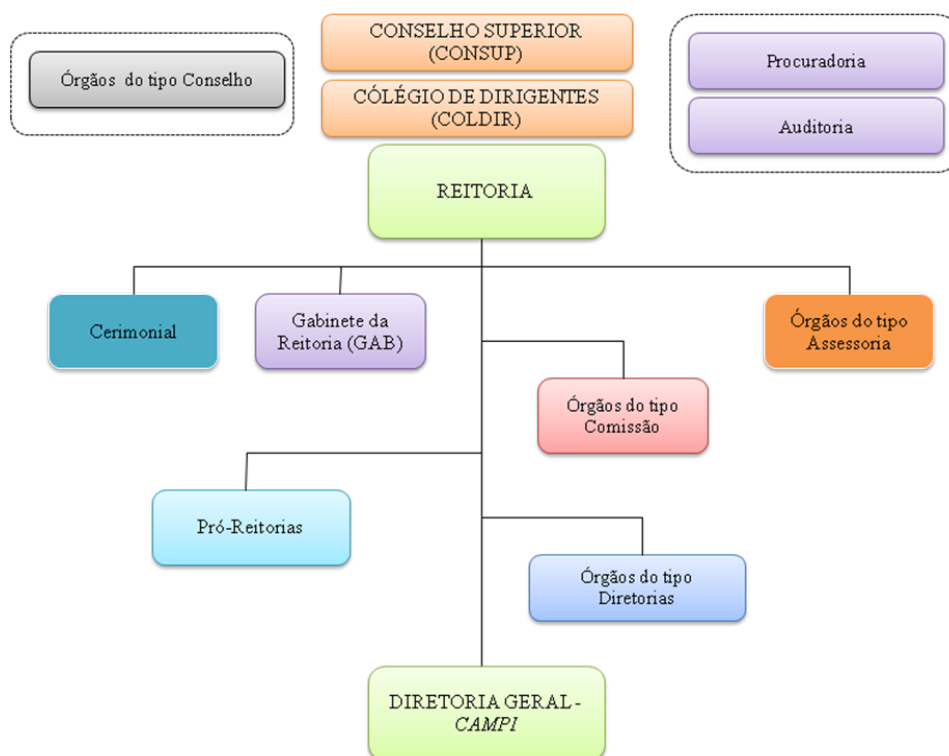 CONSELHO SUPERIOR
(CONSUP)
Órgãos do tipo Conselho
CÓLÉGIO DE DIRIGENTES
(COLDIR)
Procuradoria
Auditoria
REITORIA
Cerimonial
Gabinete da
Reitoria (GAB)
Órgãos do tipo
Assessoria
Órgãos do tipo
Comissão
Pró-Reitorias
Órgãos do tipo
Diretorias
DIRETORIA GERAL -
CAMPI